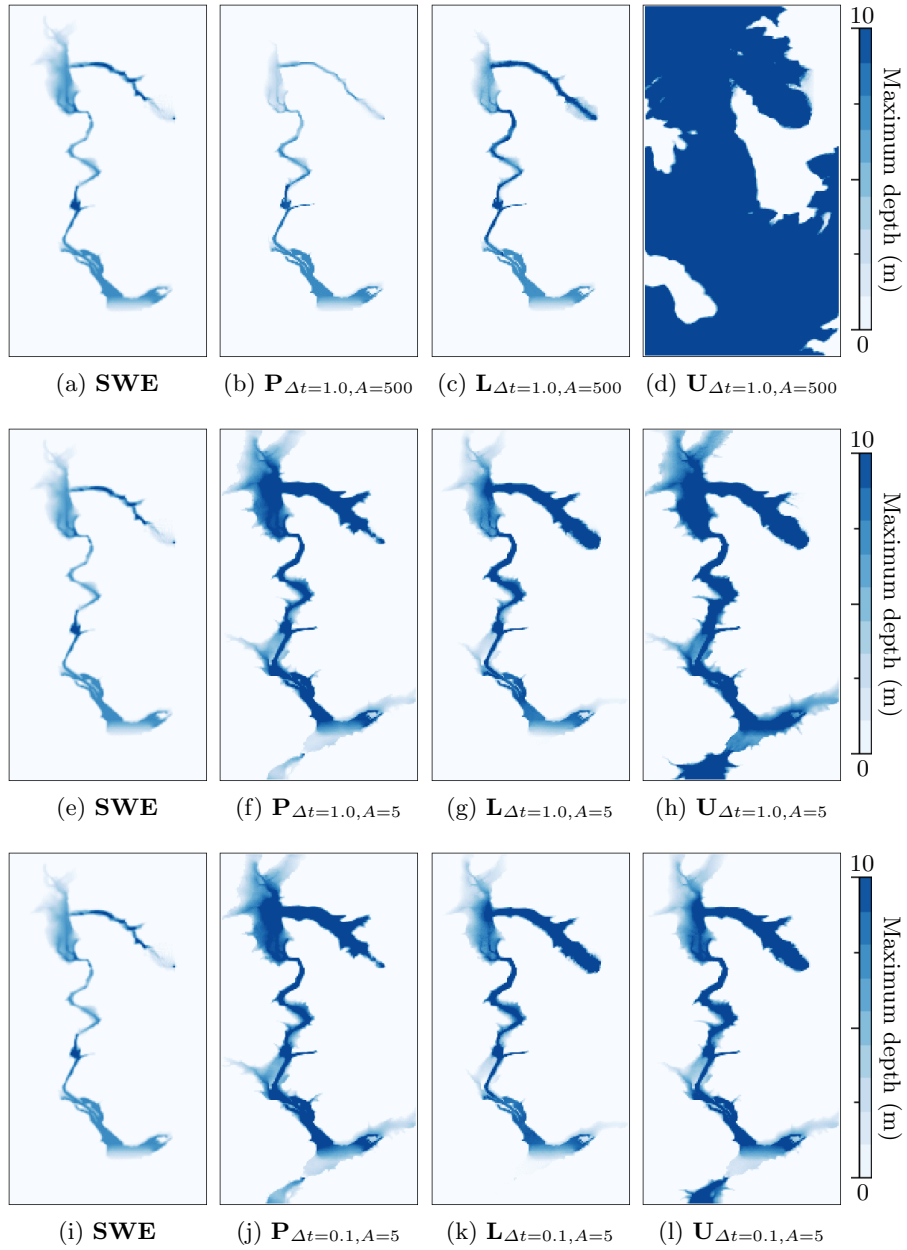 10
Maximum depth (m)
0
(a) SWE
(b) P_{Δt=1.0,A=500}
(c) L_{Δt=1.0,A=500}
(d) U_{Δt=1.0,A=500}
10
Maximum depth (m)
0
(e) SWE
(f) P_{Δt=1.0,A=5}
(g) L_{Δt=1.0,A=5}
(h) U_{Δt=1.0,A=5}
10
Maximum depth (m)
0
(i) SWE
(j) P_{Δt=0.1,A=5}
(k) L_{Δt=0.1,A=5}
(l) U_{Δt=0.1,A=5}